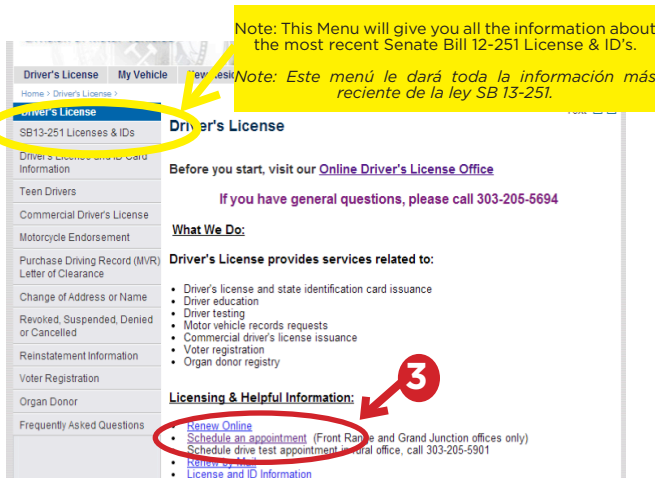 Note: This Menu will give you all the information about
the most recent Senate Bill 12-251 License & ID's.
Note: Este menú le dará toda la información más
reciente de la ley SB 13-251.
Driver's License My Vehicle
Home > Driver's License >
Driver's License
SB13-251 Licenses & IDs
Driver's License and ID Card
Information
Teen Drivers
Commercial Driver's License
Motorcycle Endorsement
Purchase Driving Record (MVR)
Letter of Clearance
Change of Address or Name
Revoked, Suspended, Denied
or Cancelled
Reinstatement Information
Voter Registration
Organ Donor
Frequently Asked Questions
Driver's License
Before you start, visit our Online Driver's License Office
If you have general questions, please call 303-205-5694
What We Do:
Driver's License provides services related to:
• Driver's license and state identification card issuance
• Driver education
• Driver testing
• Motor vehicle records requests
• Commercial driver's license issuance
• Voter registration
• Organ donor registry
3
Licensing & Helpful Information:
• Renew Online
• Schedule an appointment (Front Range and Grand Junction offices only)
Schedule drive test appointment in rural office, call 303-205-5901
• Renew by Mail
• License and ID Information